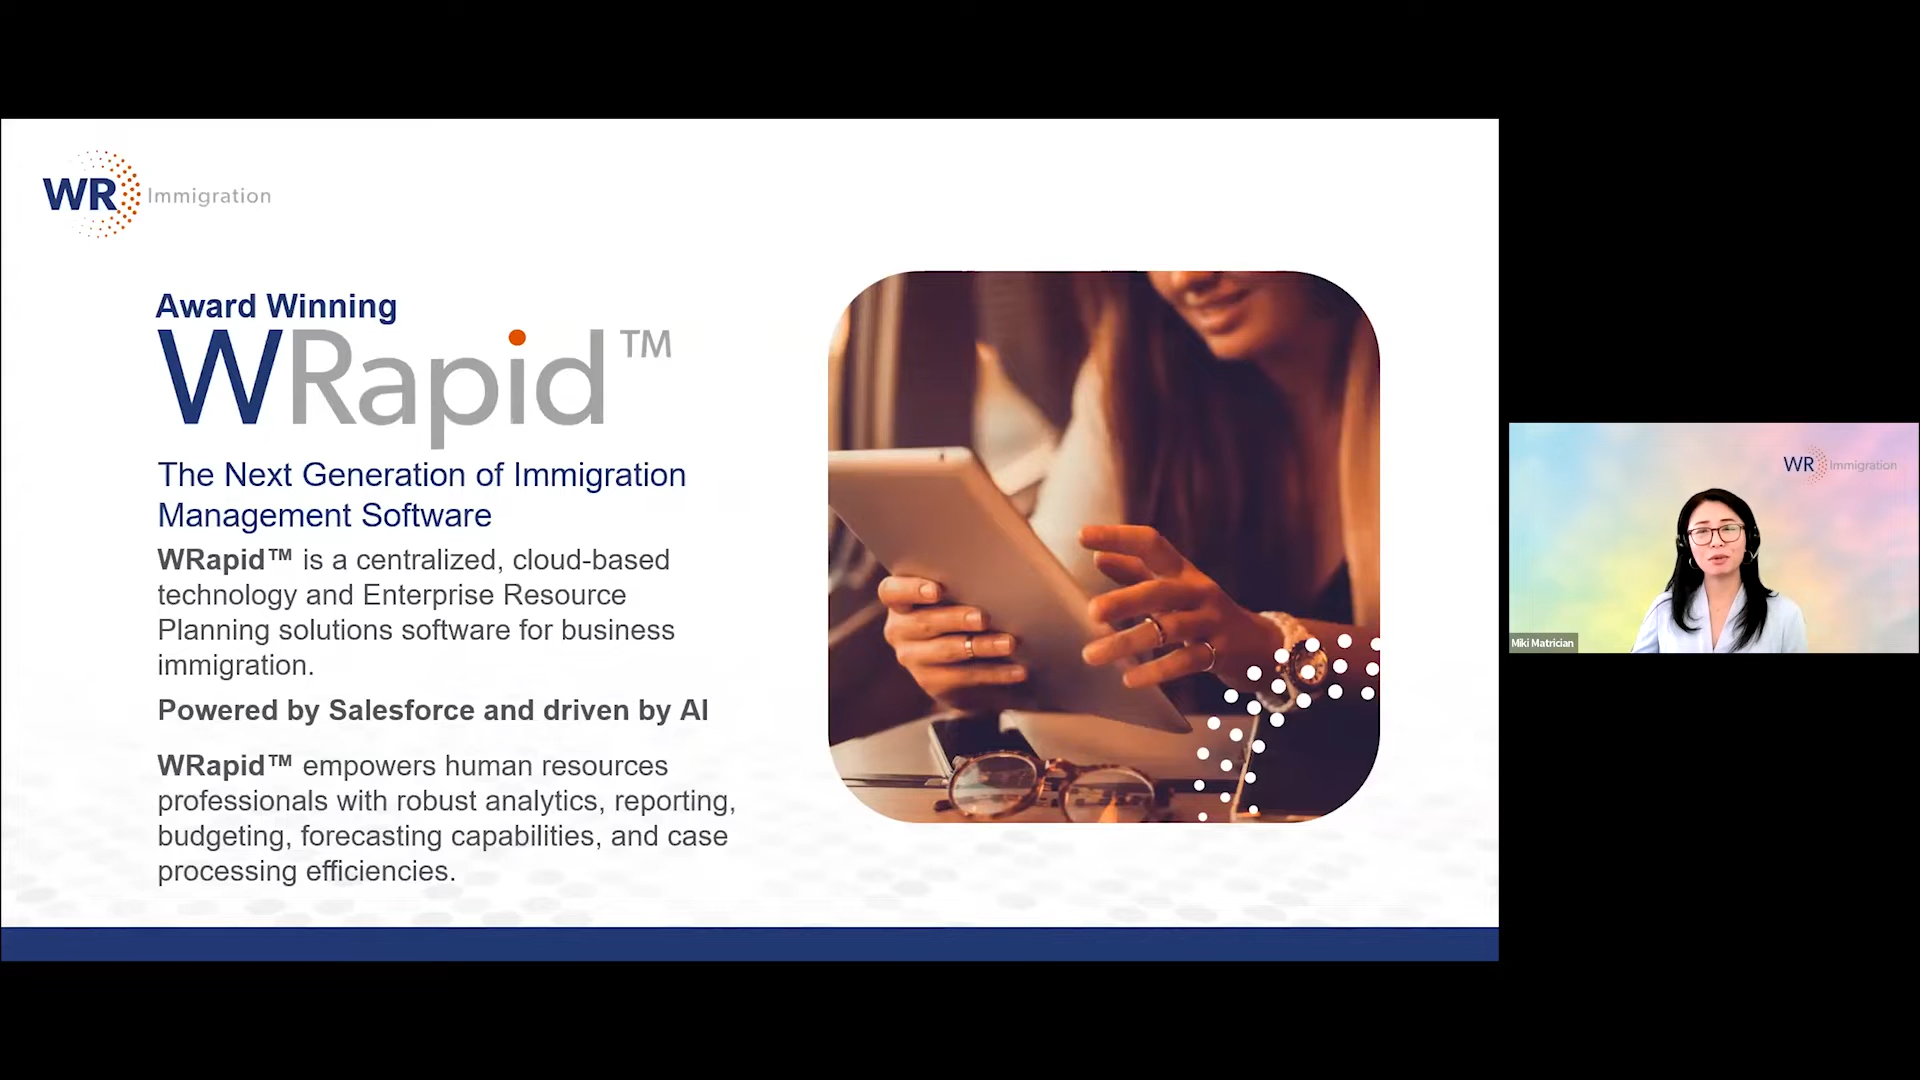 WR Immigration
Award Winning
WRapid™
The Next Generation of Immigration
Management Software
WRapid™ is a centralized, cloud-based
technology and Enterprise Resource
Planning solutions software for business
immigration.
Powered by Salesforce and driven by AI
WRapid™ empowers human resources
professionals with robust analytics, reporting,
budgeting, forecasting capabilities, and case
processing efficiencies.
WR Immigration
Miki Matrician